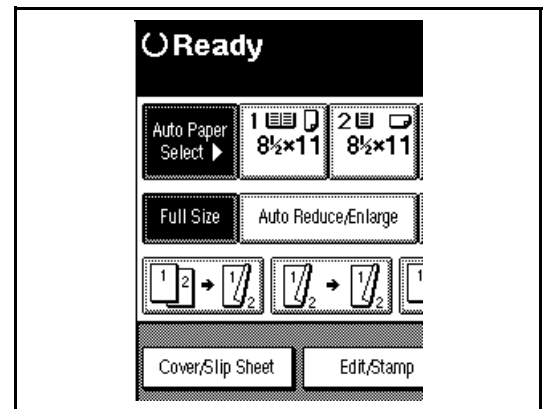 Ready
Auto Paper Select ▶
1 8½×11
2 8½×11
Full Size
Auto Reduce/Enlarge
1 2 → 1 2
1 2 → 1 2
1
Cover/Slip Sheet
Edit/Stamp